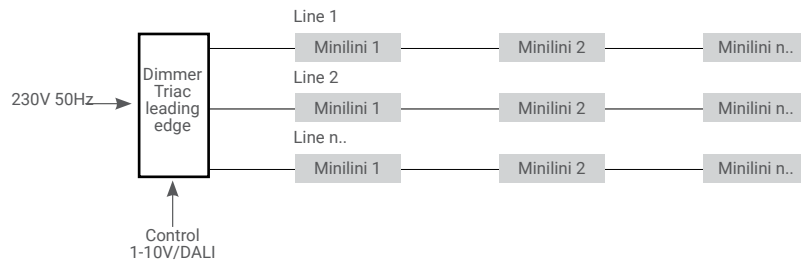 Line 1
Minilini 1 Minilini 2 Minilini n..
Dimmer
Triac
leading
edge
230V 50Hz
Line 2
Minilini 1 Minilini 2 Minilini n..
Line n..
Minilini 1 Minilini 2 Minilini n..
Control
1-10V/DALI